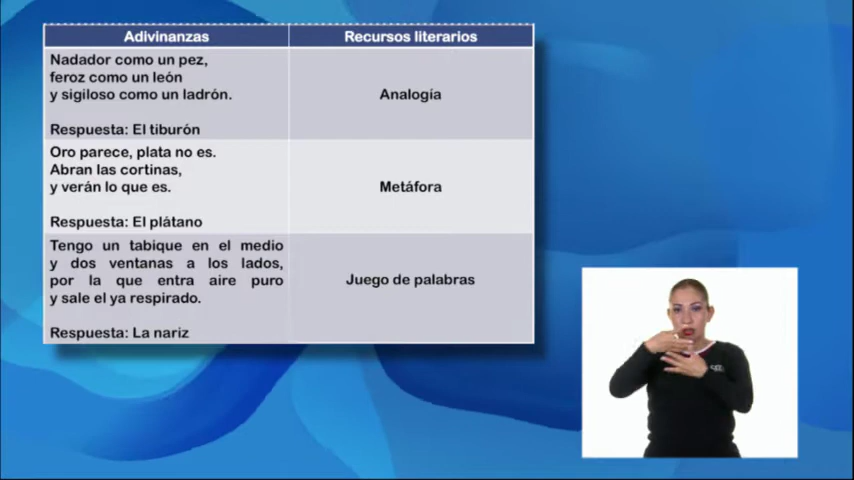 Adivinanzas
Recursos literarios
Nadador como un pez,
feroz como un león
y sigiloso como un ladrón.
Respuesta: El tiburón
Analogía
Oro parece, plata no es.
Abran las cortinas,
y verán lo que es.
Respuesta: El plátano
Metáfora
Tengo un tabique en el medio
y dos ventanas a los lados,
por la que entra aire puro
y sale el ya respirado.
Respuesta: La nariz
Juego de palabras